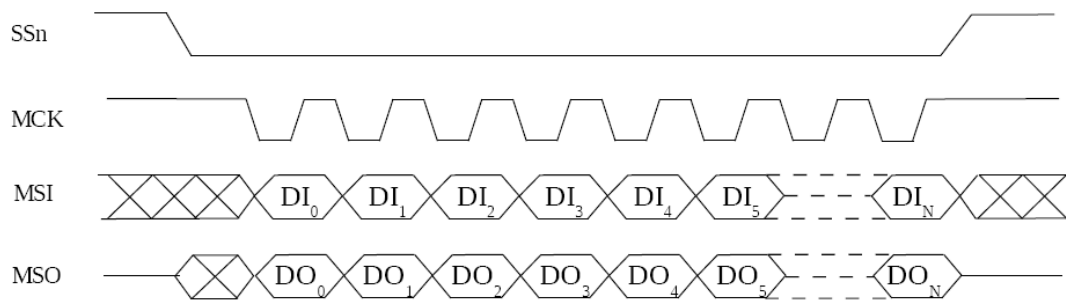 SSn
MCK
MSI DI0 DI1 DI2 DI3 DI4 DI5 DIN
MSO DO0 DO1 DO2 DO3 DO4 DO5 DON